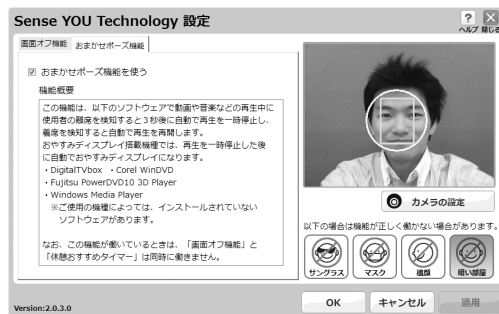 Sense YOU Technology 設定
ヘルプ 閉じる
画面オフ機能 おまかせポーズ機能
おまかせポーズ機能を使う
機能概要
この機能は、以下のソフトウェアで動画や音楽などの再生中に
使用者の離席を検知すると3秒後に自動で再生を一時停止し、
着席を検知すると自動で再生を再開します。
おやすみディスプレイ搭載機種では、再生を一時停止した後
に自動でおやすみディスプレイになります。
・DigitalTVbox ・Corel WinDVD
・Fujitsu PowerDVD10 3D Player
・Windows Media Player
※ご使用の機種によっては、インストールされていない
ソフトウェアがあります。
なお、この機能が働いているときは、「画面オフ機能」と
「休憩おすすめタイマー」は同時に働きません。
カメラの設定
以下の場合は機能が正しく働かない場合があります。
サングラス マスク 横顔 暗い部屋
Version:2.0.3.0
OK キャンセル 適用